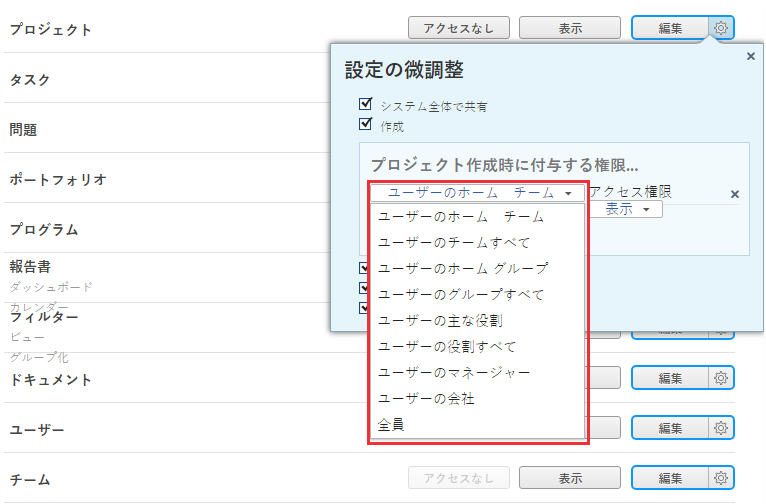 プロジェクト
アクセスなし
表示
編集
設定の微調整
タスク
システム全体で共有
問題
作成
プロジェクト作成時に付与する権限...
ポートフォリオ
ユーザーのホーム　チーム
アクセス権限
表示
ユーザーのホーム　チーム
プログラム
ユーザーのチームすべて
報告書
ユーザーのホーム グループ
ダッシュボード
ユーザーのグループすべて
カレンダー
フィルター
ユーザーの主な役割
ビュー
ユーザーの役割すべて
グループ化
ユーザーのマネージャー
ドキュメント
編集
ユーザーの会社
全員
ユーザー
編集
チーム
アクセスなし
表示
編集